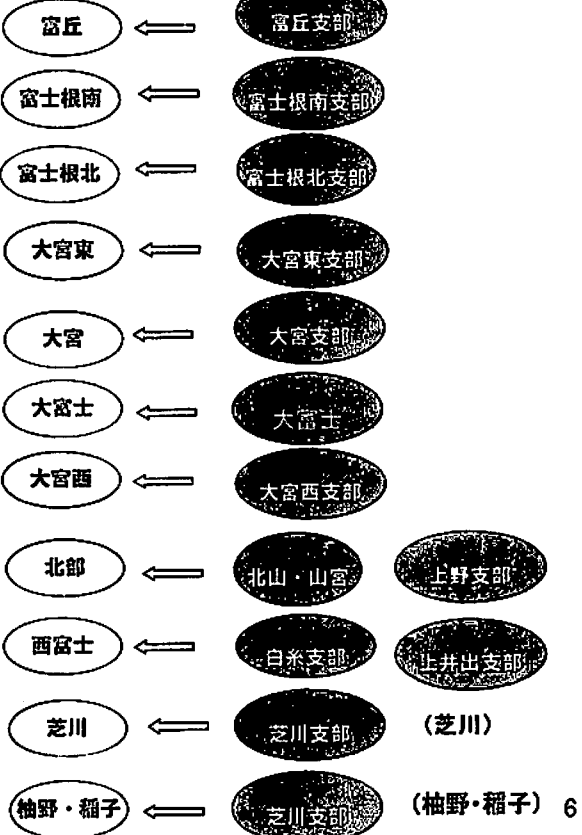 富丘 富丘支部
富士根南 富士根南支部
富士根北 富士根北支部
大宮東 大宮東支部
大宮 大宮支部
大富士 大富士
大宮西 大宮西支部
北部 北山・山宮 上野支部
西富士 白糸支部 上井出支部
芝川 芝川支部 (芝川)
柚野・稲子 芝川支部 (柚野・稲子) 6